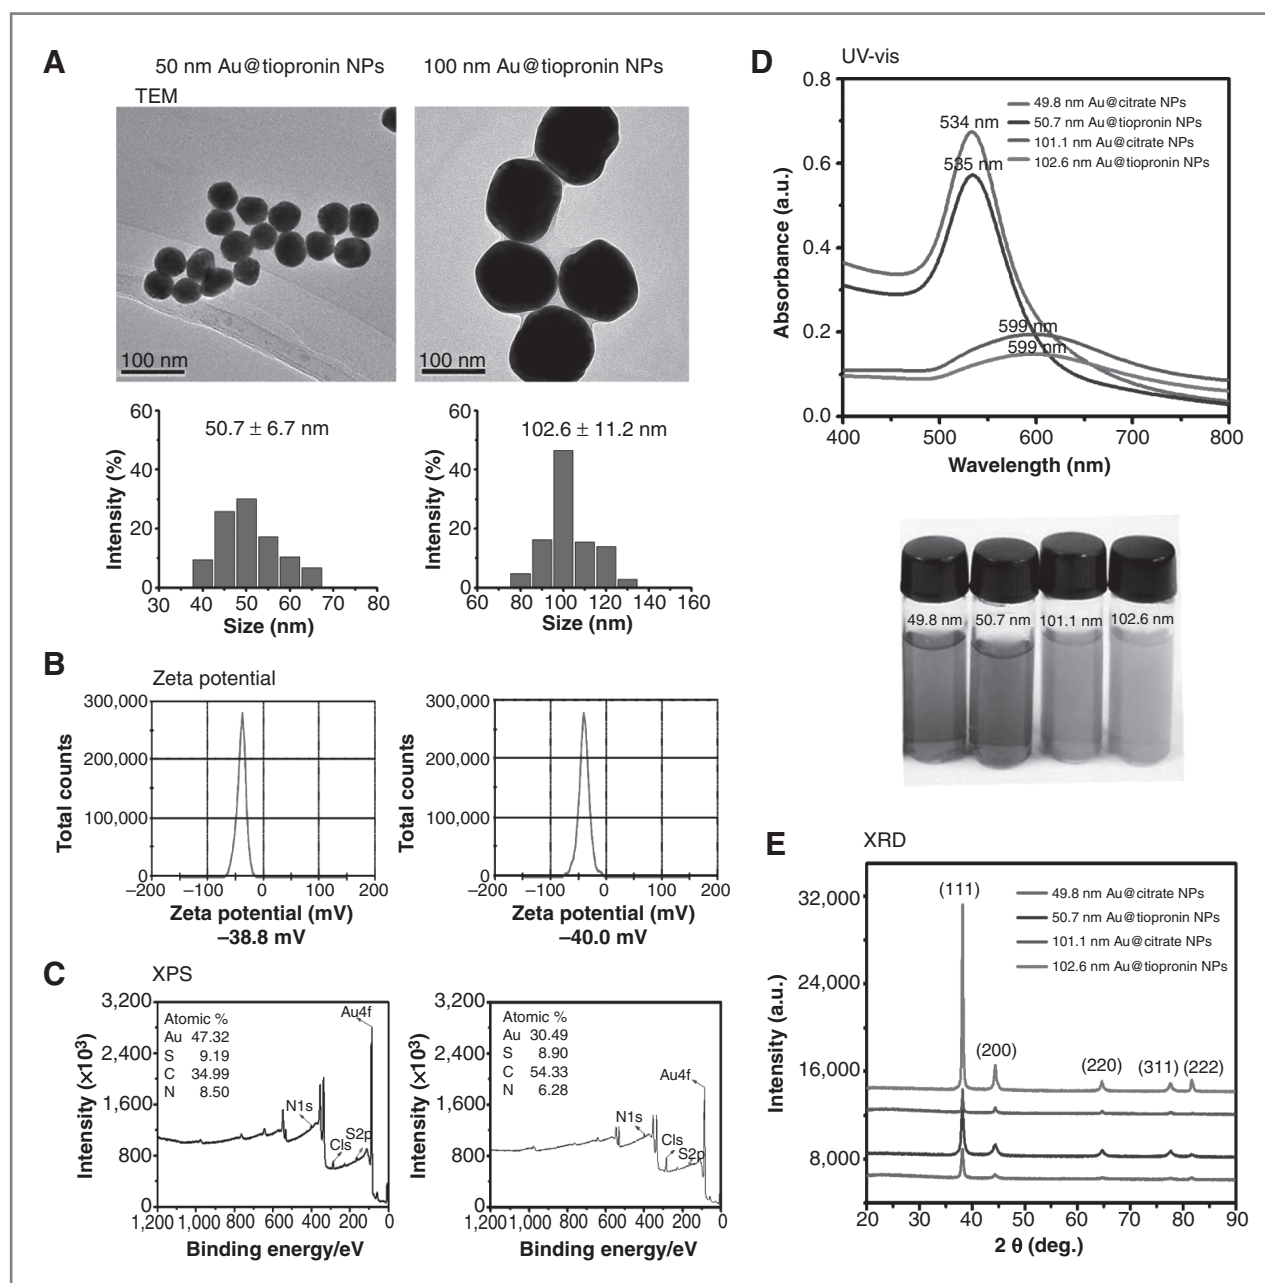 A
50 nm Au@tiopronin NPs
100 nm Au@tiopronin NPs
TEM
100 nm
100 nm
60
40
20
0
Intensity (%)
50.7 ± 6.7 nm
30 40 50 60 70 80
Size (nm)
60
40
20
0
Intensity (%)
102.6 ± 11.2 nm
60 80 100 120 140 160
Size (nm)
B
Zeta potential
300,000
200,000
100,000
0
Total counts
−200 −100 0 100 200
Zeta potential (mV)
−38.8 mV
300,000
200,000
100,000
0
Total counts
−200 −100 0 100 200
Zeta potential (mV)
−40.0 mV
C
XPS
3,200
2,400
1,600
800
0
Intensity (×10³)
Atomic %
Au 47.32
S 9.19
C 34.99
N 8.50
Au4f
N1s
S2p
Cls
1,200 1,000 800 600 400 200 0
Binding energy/eV
3,200
2,400
1,600
800
0
Intensity (×10³)
Atomic %
Au 30.49
S 8.90
C 54.33
N 6.28
Au4f
N1s
Cls
S2p
1,200 1,000 800 600 400 200 0
Binding energy/eV
D
UV-vis
0.8
0.6
0.4
0.2
0.0
Absorbance (a.u.)
49.8 nm Au@citrate NPs
50.7 nm Au@tiopronin NPs
101.1 nm Au@citrate NPs
102.6 nm Au@tiopronin NPs
534 nm
535 nm
599 nm
599 nm
400 500 600 700 800
Wavelength (nm)
49.8 nm 50.7 nm 101.1 nm 102.6 nm
E
XRD
32,000
24,000
16,000
8,000
Intensity (a.u.)
49.8 nm Au@citrate NPs
50.7 nm Au@tiopronin NPs
101.1 nm Au@citrate NPs
102.6 nm Au@tiopronin NPs
(111)
(200)
(220)
(311)
(222)
20 30 40 50 60 70 80 90
2 θ (deg.)